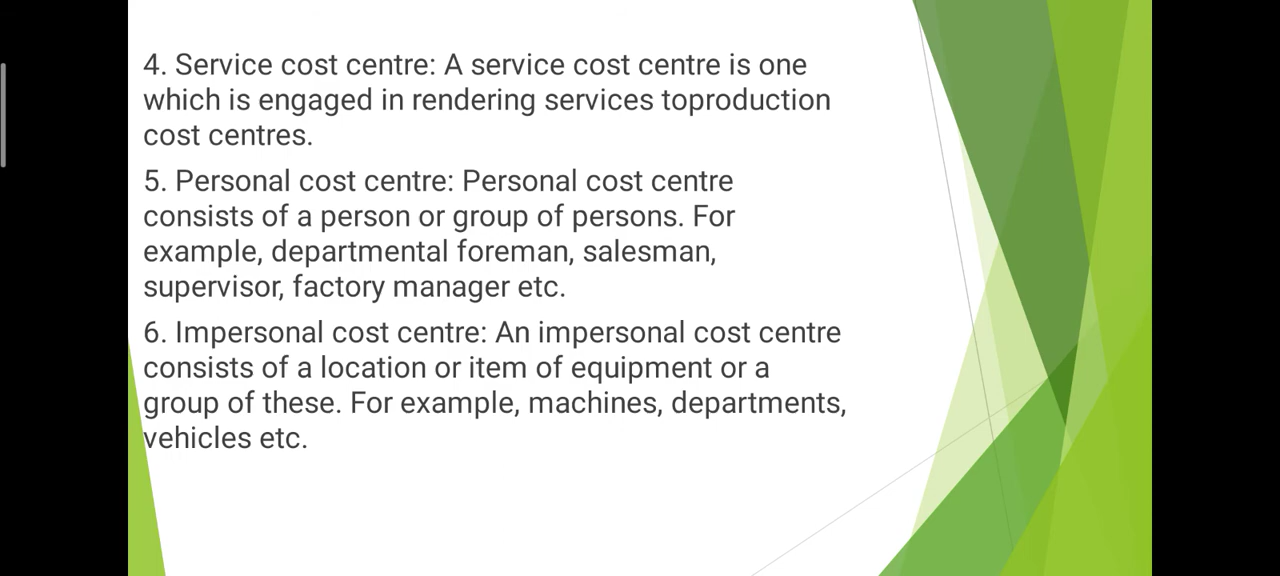 4. Service cost centre: A service cost centre is one
which is engaged in rendering services toproduction
cost centres.
5. Personal cost centre: Personal cost centre
consists of a person or group of persons. For
example, departmental foreman, salesman,
supervisor, factory manager etc.
6. Impersonal cost centre: An impersonal cost centre
consists of a location or item of equipment or a
group of these. For example, machines, departments,
vehicles etc.